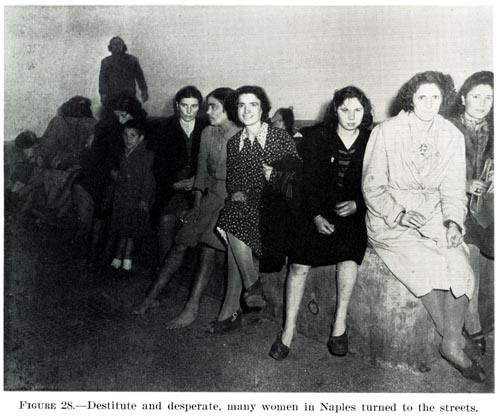 FIGURE 28.—Destitute and desperate, many women in Naples turned to the streets.